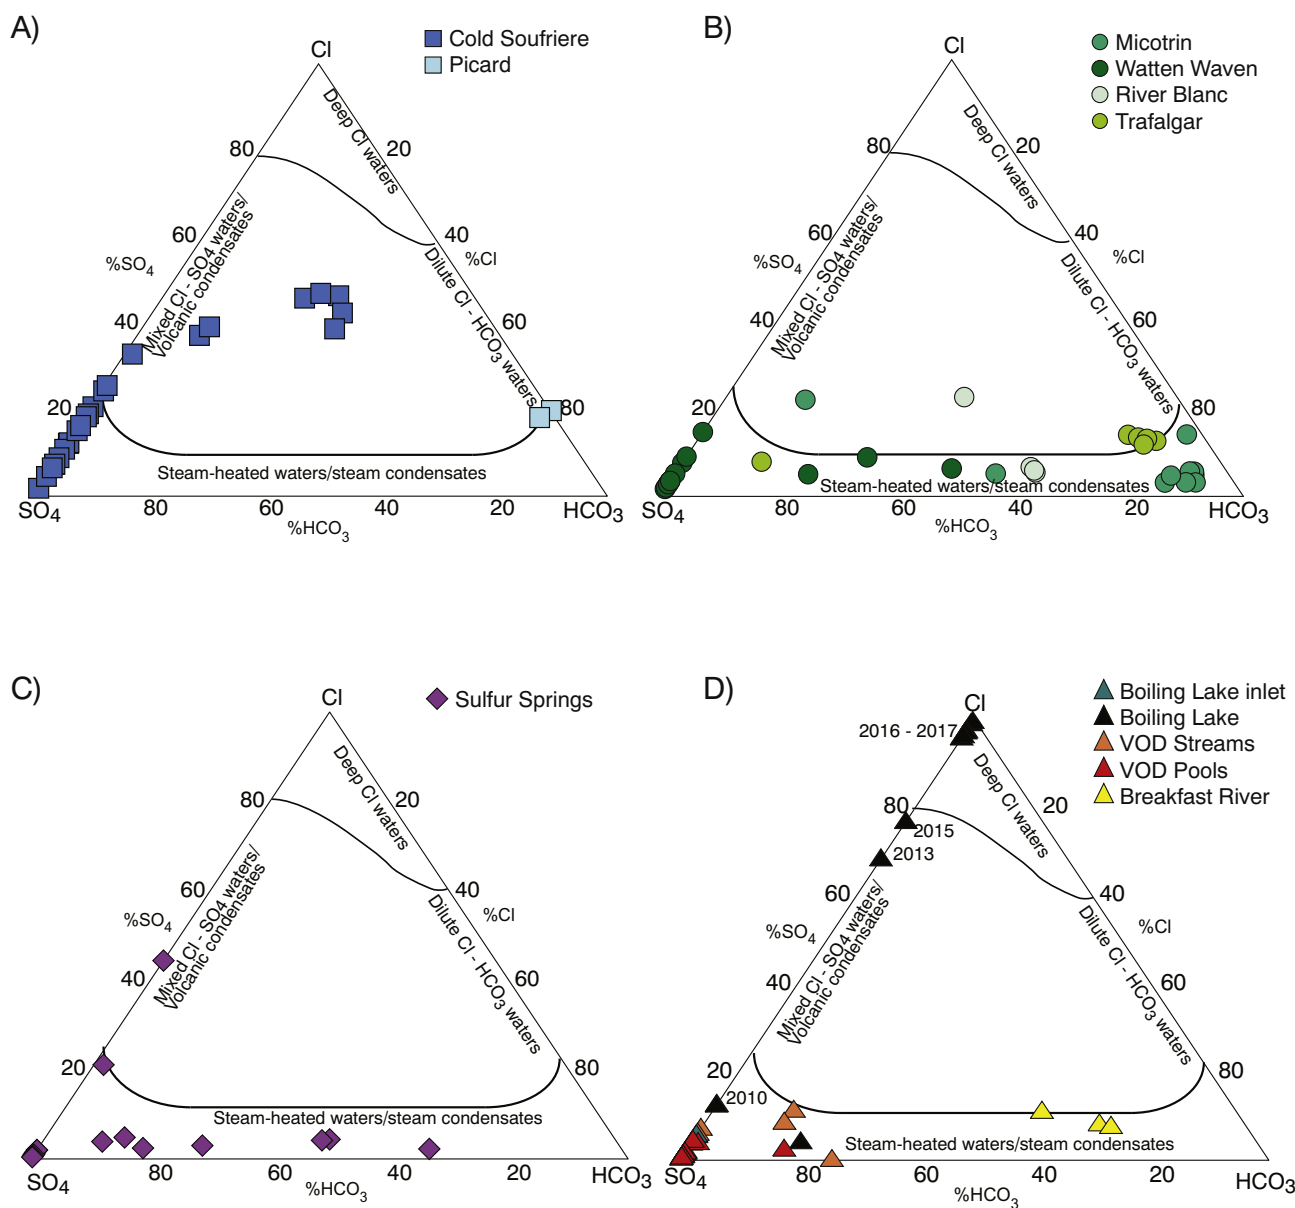 A)
Cold Soufriere
Picard
Cl
Deep Cl waters
80
20
60
40
%SO4
%Cl
Mixed Cl - SO4 waters/
Volcanic condensates
Dilute Cl - HCO3 waters
40
60
20
80
Steam-heated waters/steam condensates
SO4
80
60
40
20
HCO3
%HCO3
B)
Micotrin
Watten Waven
River Blanc
Trafalgar
Cl
Deep Cl waters
80
20
60
40
%SO4
%Cl
Mixed Cl - SO4 waters/
Volcanic condensates
Dilute Cl - HCO3 waters
40
60
20
80
Steam-heated waters/steam condensates
SO4
80
60
40
20
HCO3
%HCO3
C)
Sulfur Springs
Cl
Deep Cl waters
80
20
60
40
%SO4
%Cl
Mixed Cl - SO4 waters/
Volcanic condensates
Dilute Cl - HCO3 waters
40
60
20
80
Steam-heated waters/steam condensates
SO4
80
60
40
20
HCO3
%HCO3
D)
Boiling Lake inlet
Boiling Lake
VOD Streams
VOD Pools
Breakfast River
Cl
2016 - 2017
Deep Cl waters
80
20
2015
2013
60
40
%SO4
%Cl
Mixed Cl - SO4 waters/
Volcanic condensates
Dilute Cl - HCO3 waters
40
60
20
80
2010
Steam-heated waters/steam condensates
SO4
80
60
40
20
HCO3
%HCO3